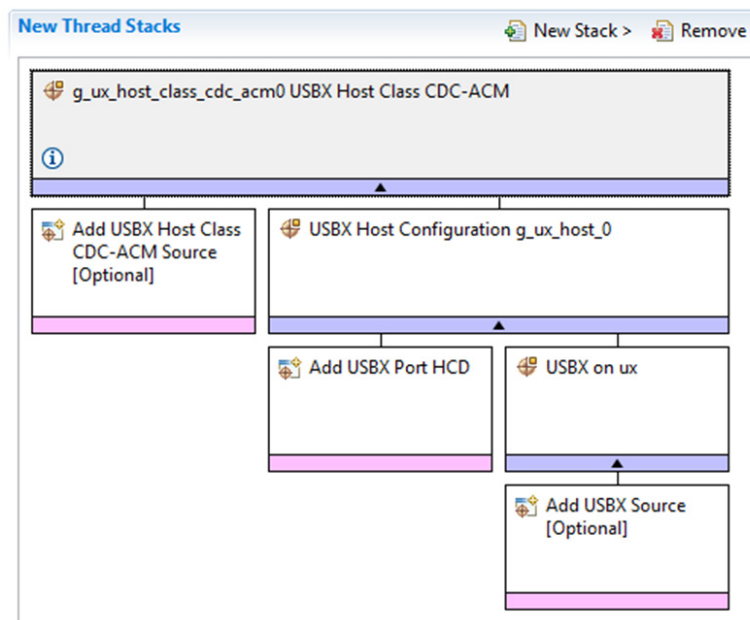 New Thread Stacks
New Stack >
Remove
g_ux_host_class_cdc_acm0 USBX Host Class CDC-ACM
Add USBX Host Class
CDC-ACM Source
[Optional]
USBX Host Configuration g_ux_host_0
Add USBX Port HCD
USBX on ux
Add USBX Source
[Optional]